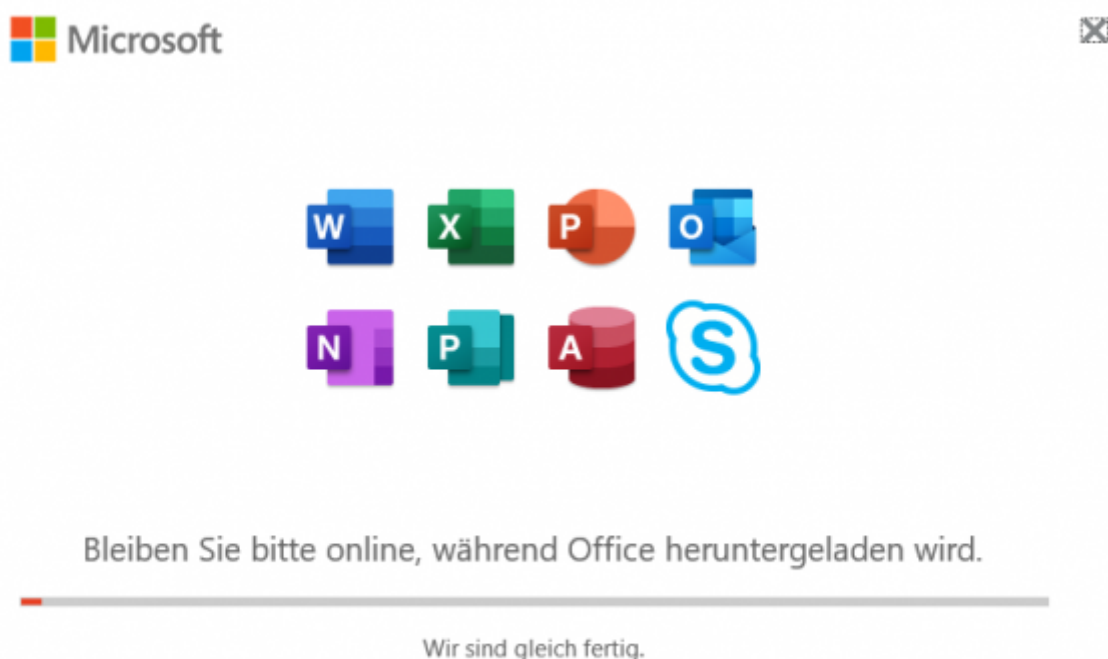 Microsoft
W X P O
N P A S
Bleiben Sie bitte online, während Office heruntergeladen wird.
Wir sind gleich fertig.